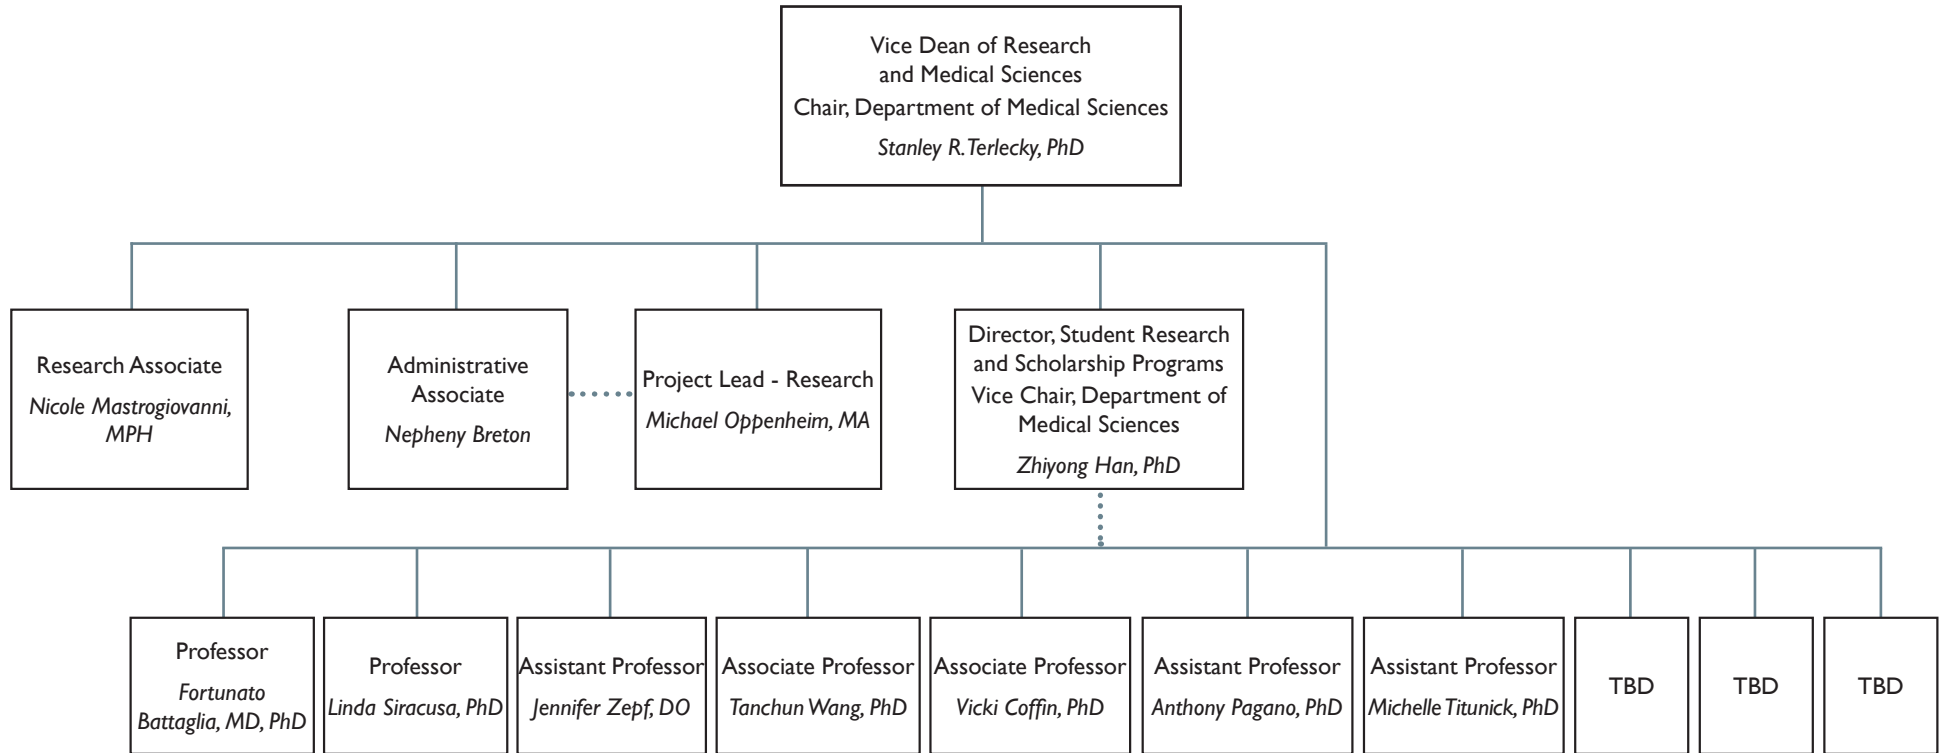 Vice Dean of Research
and Medical Sciences
Chair, Department of Medical Sciences
Stanley R. Terlecky, PhD
Research Associate
Nicole Mastrogiovanni,
MPH
Administrative
Associate
Nepheny Breton
Project Lead - Research
Michael Oppenheim, MA
Director, Student Research
and Scholarship Programs
Vice Chair, Department of
Medical Sciences
Zhiyong Han, PhD
Professor
Fortunato
Battaglia, MD, PhD
Professor
Linda Siracusa, PhD
Assistant Professor
Jennifer Zepf, DO
Associate Professor
Tanchun Wang, PhD
Associate Professor
Vicki Coffin, PhD
Assistant Professor
Anthony Pagano, PhD
Assistant Professor
Michelle Titunick, PhD
TBD
TBD
TBD